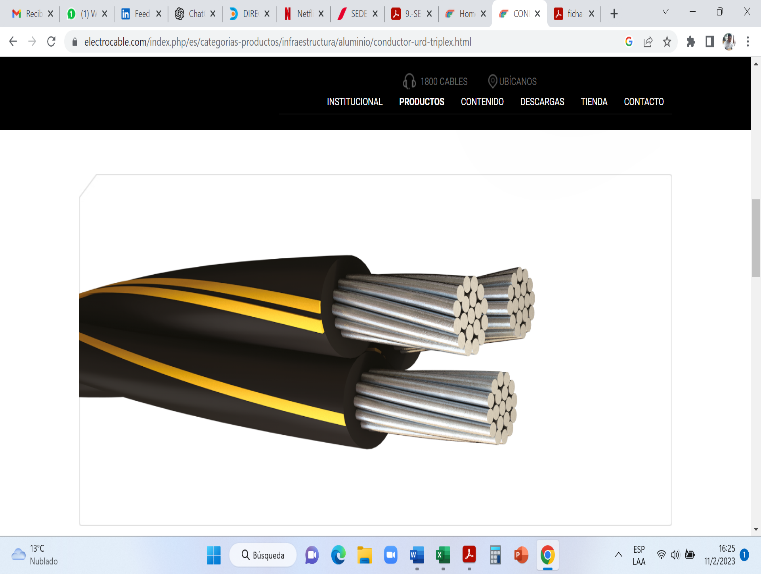 Recib
(1) W
Feed
Chat
DIRE
Netfl
SEDE
9.-SE
Hom
CON
ficha
electrocable.com/index.php/es/categorias-productos/infraestructura/aluminio/conductor-urd-triplex.html
1800 CABLES UBÍCANOS
INSTITUCIONAL PRODUCTOS CONTENIDO DESCARGAS TIENDA CONTACTO
13°C
Nublado
Búsqueda
ESP
LAA
16:25
11/2/2023
1